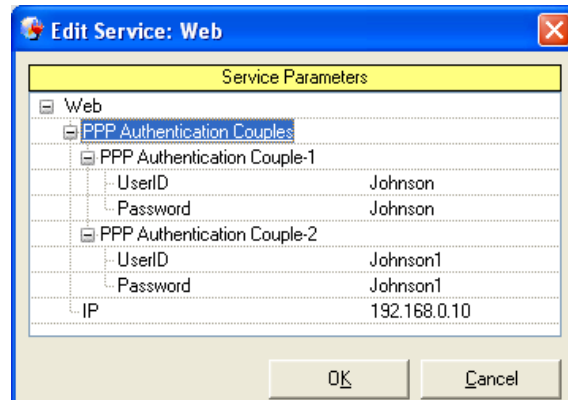 Edit Service: Web
Service Parameters
Web
PPP Authentication Couples
PPP Authentication Couple-1
UserID Johnson
Password Johnson
PPP Authentication Couple-2
UserID Johnson1
Password Johnson1
IP 192.168.0.10
OK Cancel